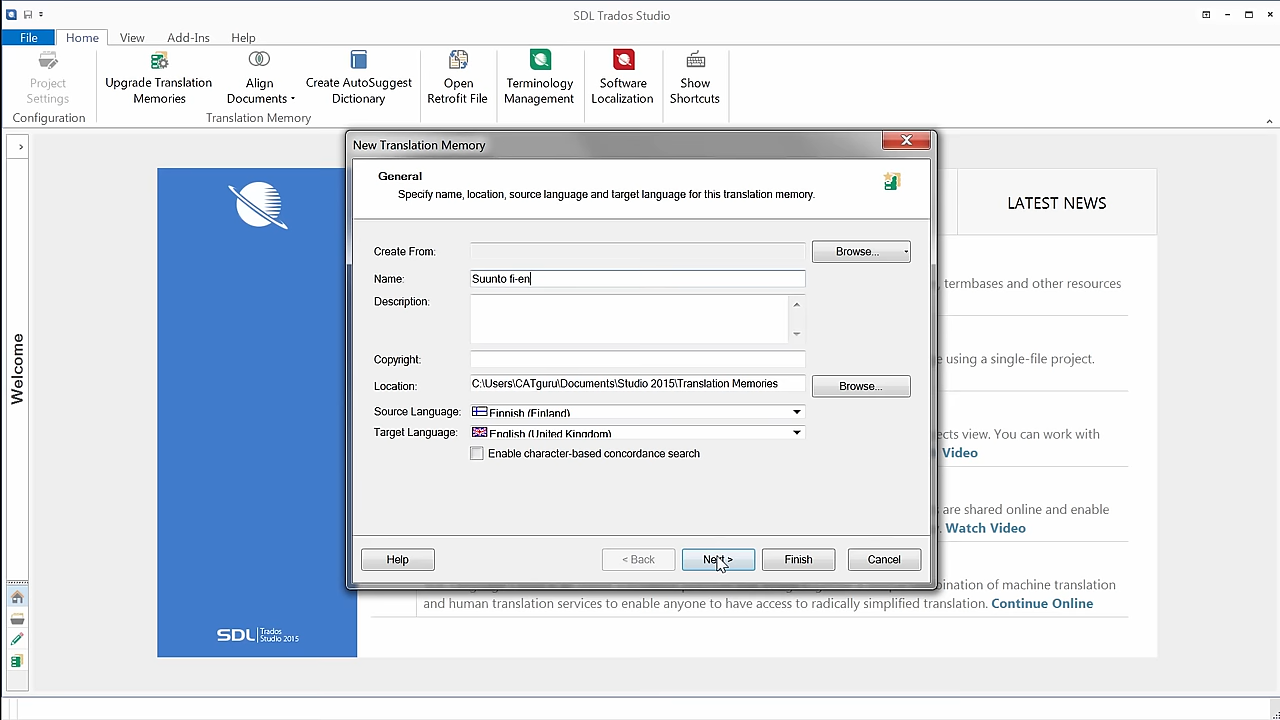 SDL Trados Studio
File Home View Add-Ins Help
Project Settings
Upgrade Translation Memories
Align Documents
Create AutoSuggest Dictionary
Open Retrofit File
Terminology Management
Software Localization
Show Shortcuts
Configuration
Translation Memory
Welcome
New Translation Memory
General
Specify name, location, source language and target language for this translation memory.
Create From:
Browse...
Name: Suunto fi-en
Description:
Copyright:
Location: C:\Users\CATguru\Documents\Studio 2015\Translation Memories
Browse...
Source Language: Finnish (Finland)
Target Language: English (United Kingdom)
Enable character-based concordance search
Help
< Back
Next >
Finish
Cancel
LATEST NEWS
, termbases and other resources
e using a single-file project.
ects view. You can work with
Video
s are shared online and enable
Watch Video
bination of machine translation
and human translation services to enable anyone to have access to radically simplified translation. Continue Online
SDL Trados
Studio 2015